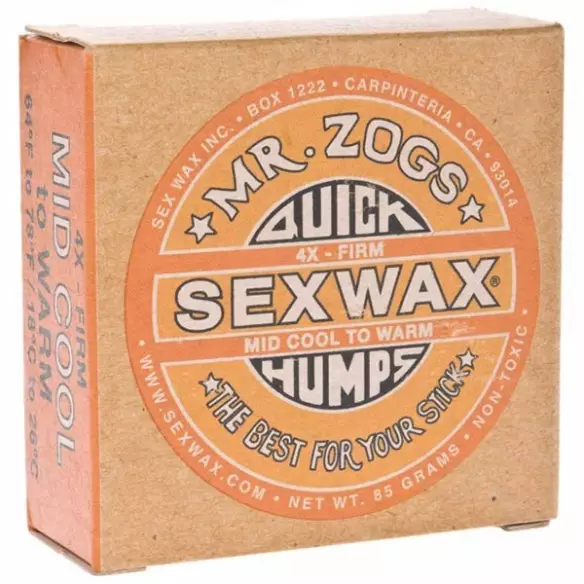 SEX WAX INC. • BOX 1222 • CARPINTERIA • CA • 93014
MR. ZOGS
QUICK
4X - FIRM
SEXWAX®
MID COOL TO WARM
HUMPS
THE BEST FOR YOUR STICK
• WWW.SEXWAX.COM • NET WT. 85 GRAMS • NON-TOXIC •
4X - FIRM
MID COOL
to WARM
64°F to 78°F / 18°C to 26°C